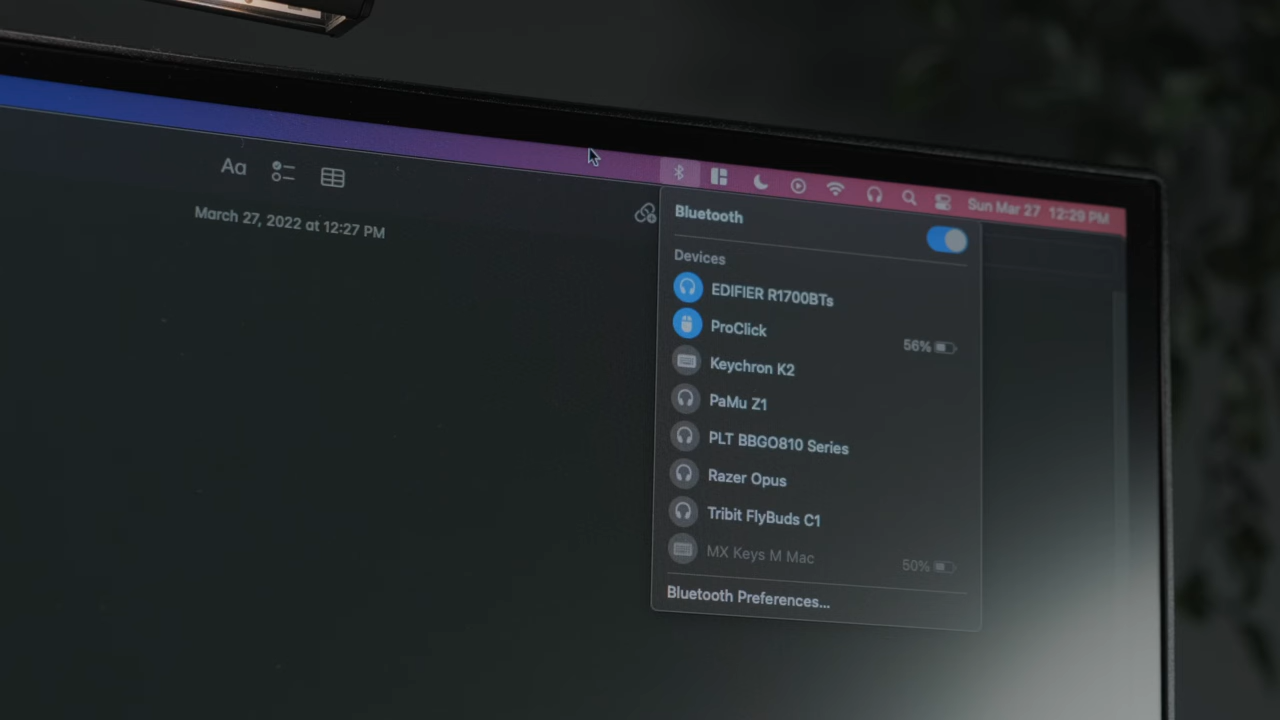 Sun Mar 27 12:29 PM
Aa
March 27, 2022 at 12:27 PM
Bluetooth
Devices
EDIFIER R1700BTs
ProClick
56%
Keychron K2
PaMu Z1
PLT BBGO810 Series
Razer Opus
Tribit FlyBuds C1
MX Keys M Mac
50%
Bluetooth Preferences...